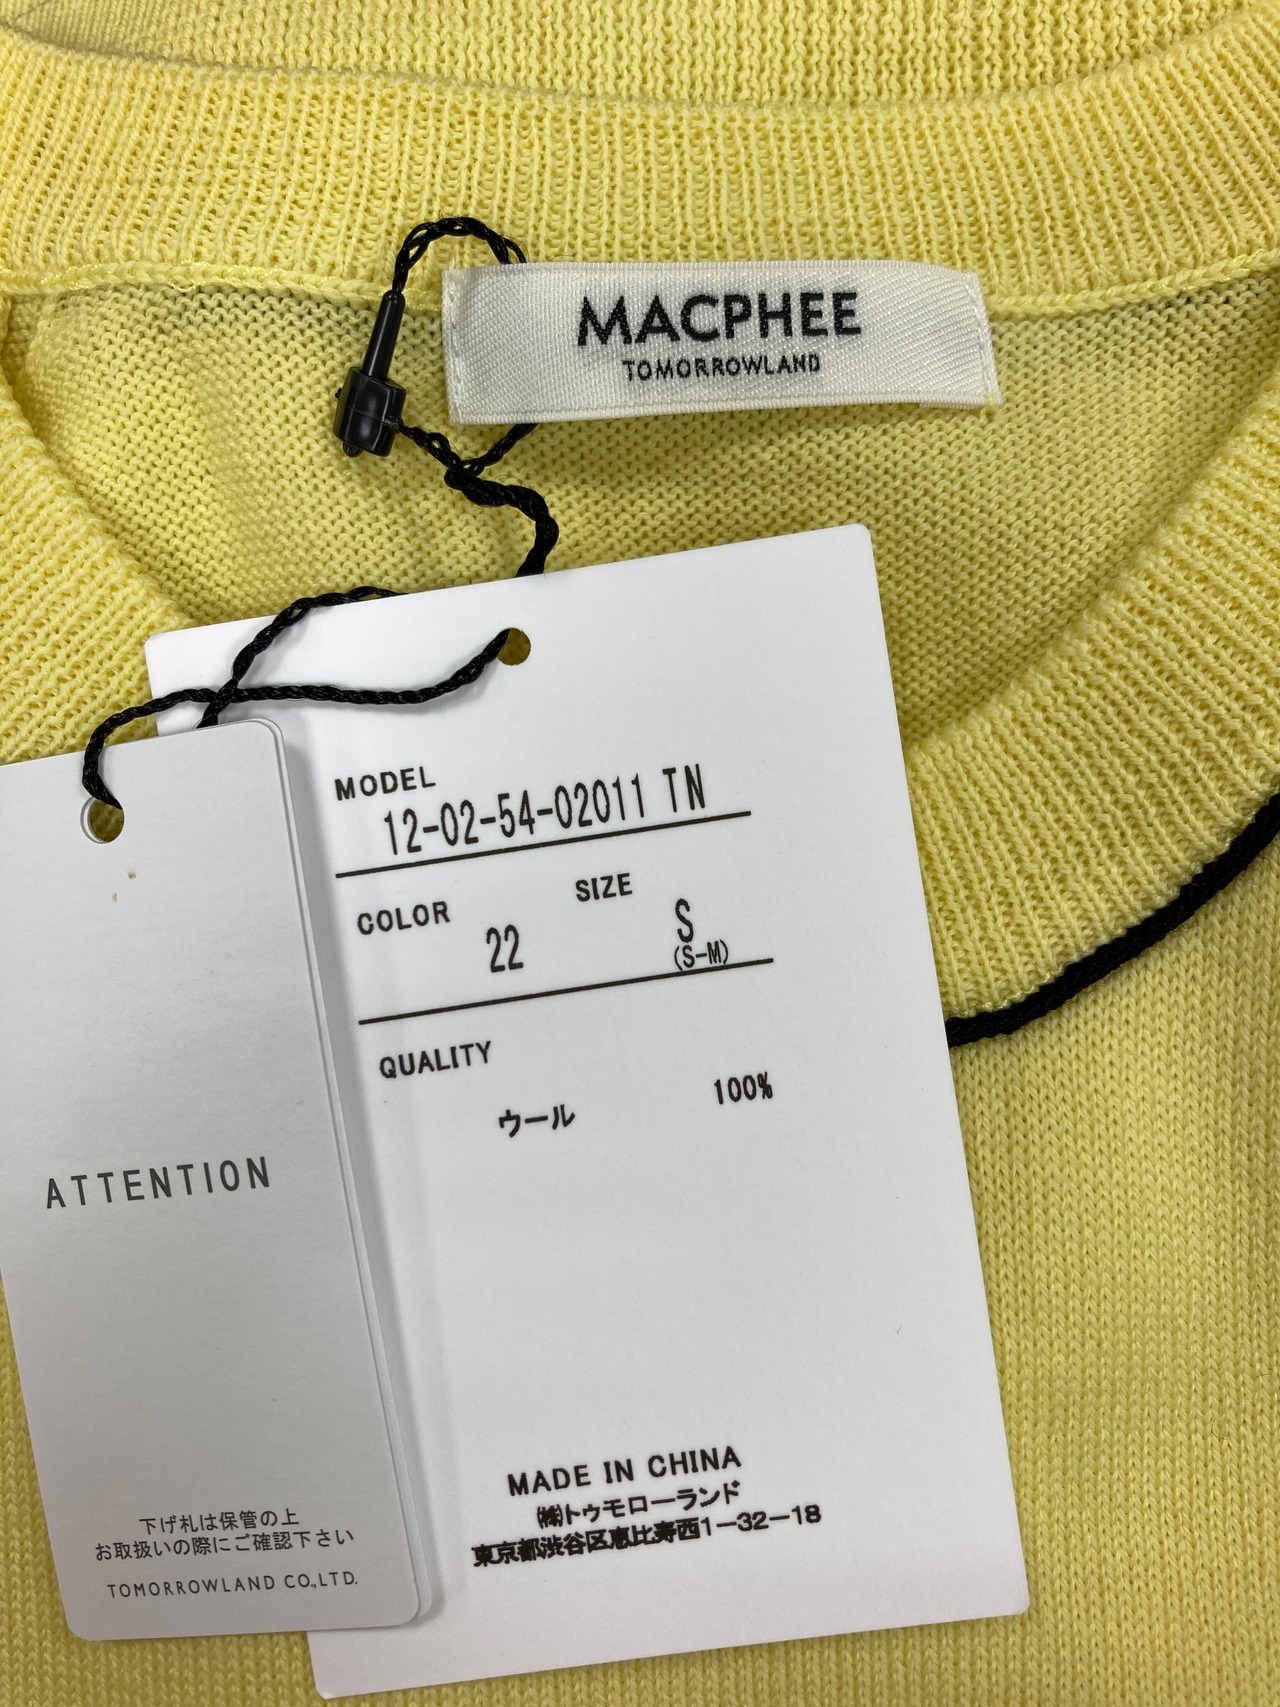 MACPHEE
TOMORROWLAND
MODEL
12-02-54-02011 TN
COLOR
SIZE
22
S
(S-M)
QUALITY
ウール
100%
MADE IN CHINA
㈱トゥモローランド
東京都渋谷区恵比寿西1-32-18
ATTENTION
下げ札は保管の上
お取扱いの際にご確認下さい
TOMORROWLAND CO.,LTD.